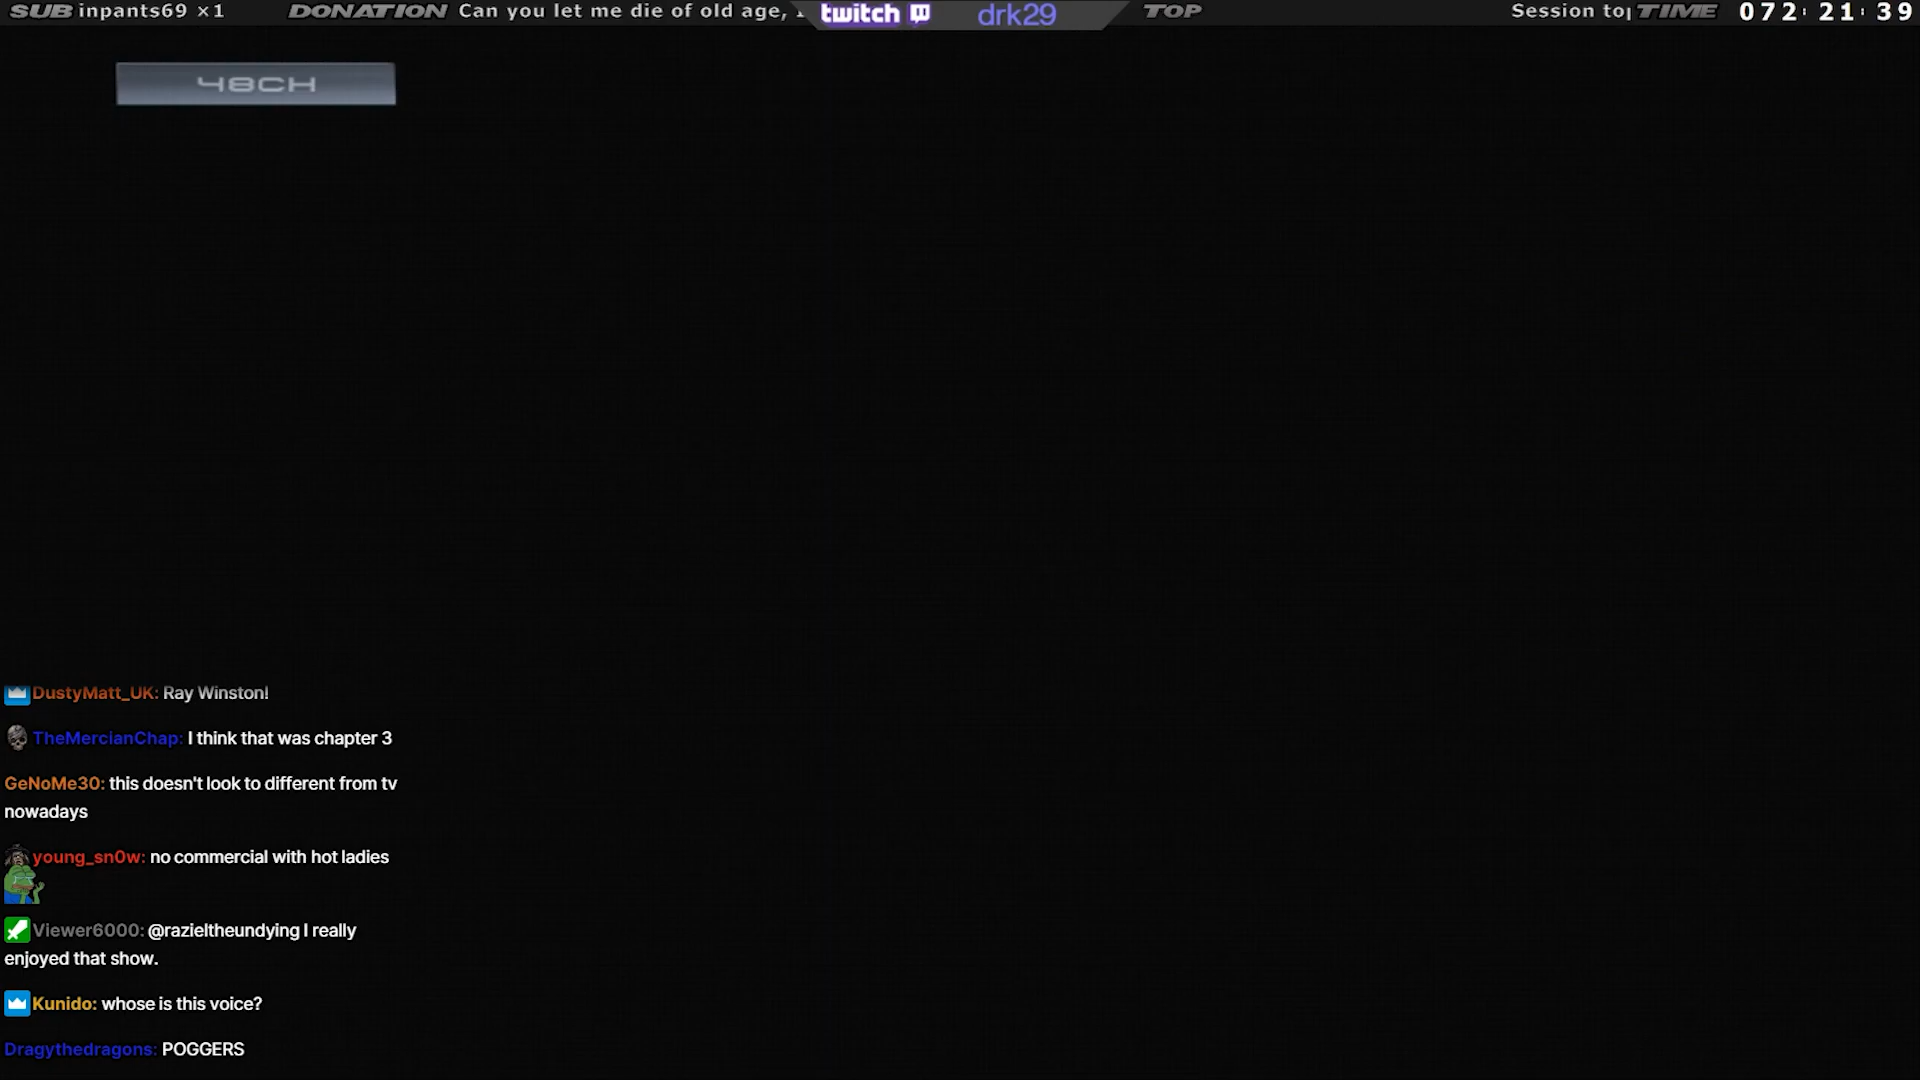 SUB inpants69 ×1 DONATION Can you let me die of old age, twitch drk29 TOP Session to TIME 072:21:39
48CH
DustyMatt_UK: Ray Winston!
TheMercianChap: I think that was chapter 3
GeNoMe30: this doesn't look to different from tv
nowadays
young_sn0w: no commercial with hot ladies
Viewer6000: @razieltheundying I really
enjoyed that show.
Kunido: whose is this voice?
Dragythedragons: POGGERS